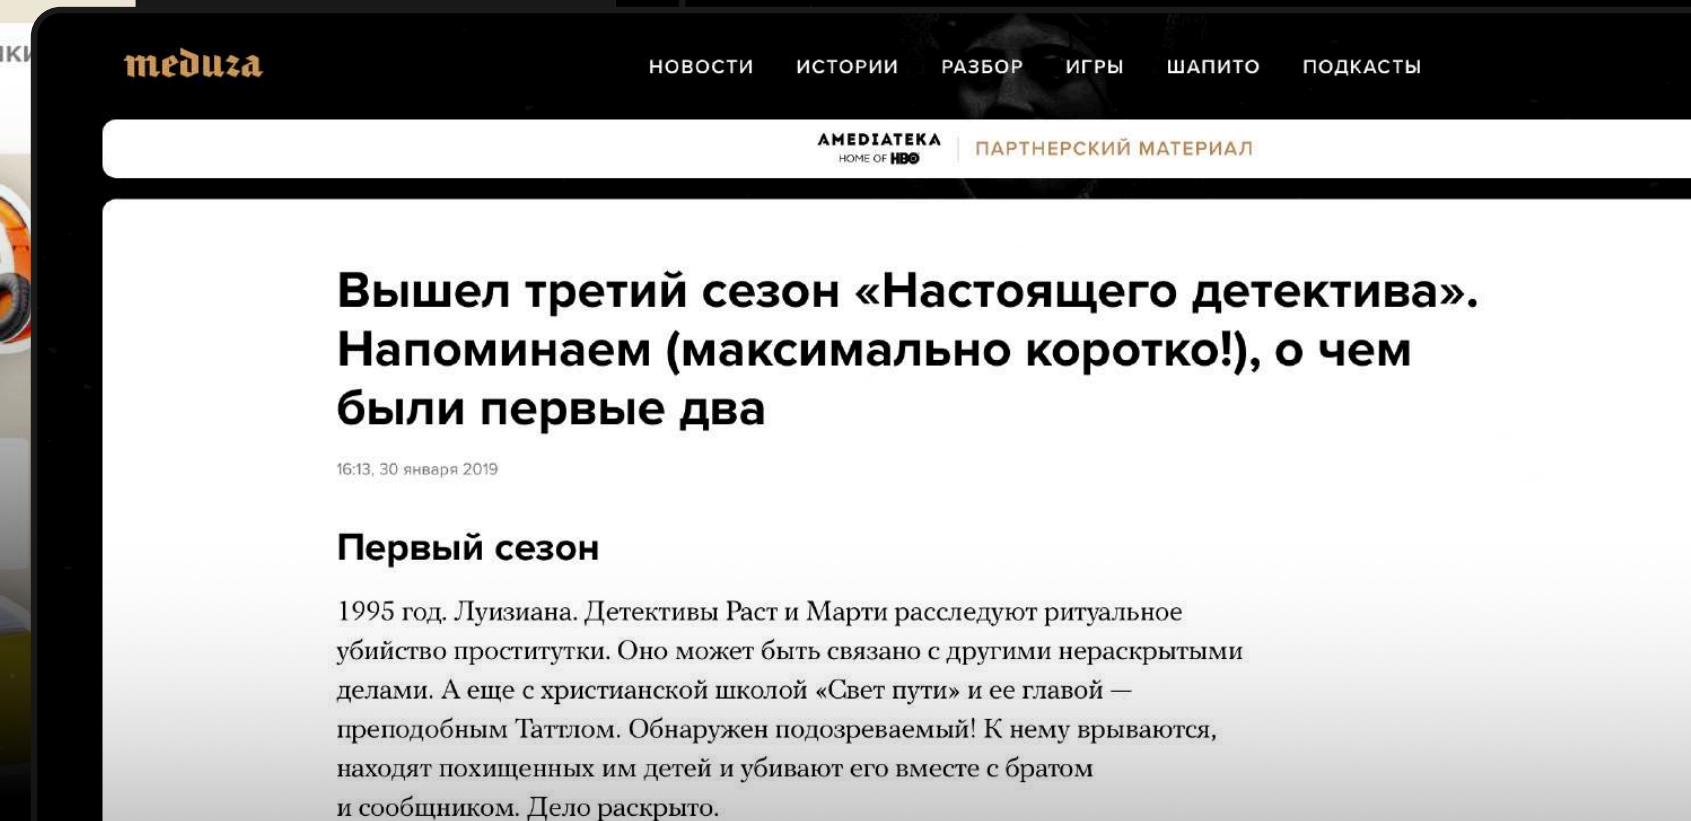 meduza
НОВОСТИ ИСТОРИИ РАЗБОР ИГРЫ ШАПИТО ПОДКАСТЫ
AMEDIATEKA
HOME OF HBO
ПАРТНЕРСКИЙ МАТЕРИАЛ
Вышел третий сезон «Настоящего детектива».
Напоминаем (максимально коротко!), о чем
были первые два
16:13, 30 января 2019
Первый сезон
1995 год. Луизиана. Детективы Раст и Марти расследуют ритуальное
убийство проститутки. Оно может быть связано с другими нераскрытыми
делами. А еще с христианской школой «Свет пути» и ее главой —
преподобным Таттлом. Обнаружен подозреваемый! К нему врываются,
находят похищенных им детей и убивают его вместе с братом
и сообщником. Дело раскрыто.